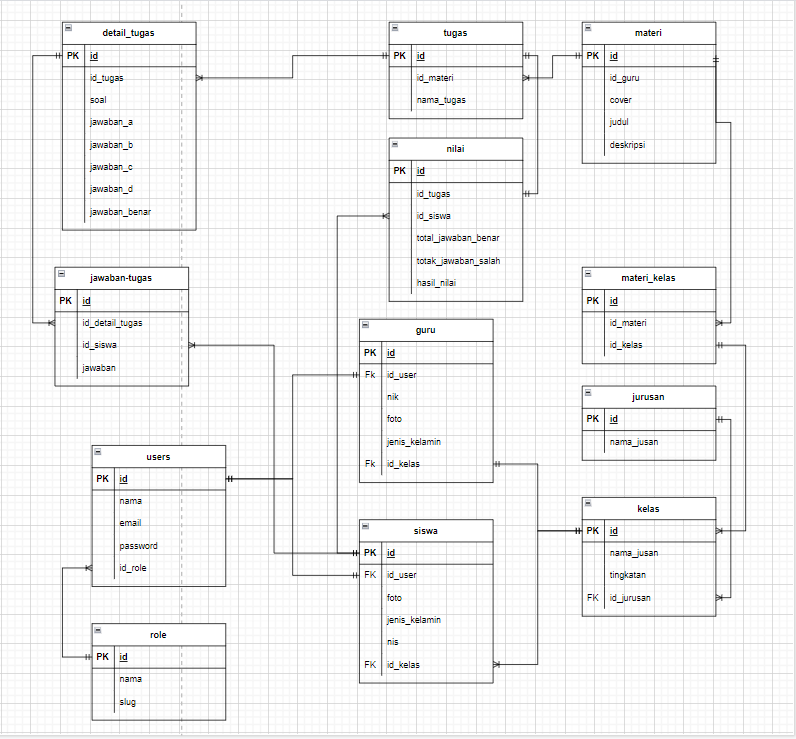 detail_tugas
PK id
id_tugas
soal
jawaban_a
jawaban_b
jawaban_c
jawaban_d
jawaban_benar
tugas
PK id
id_materi
nama_tugas
materi
PK id
id_guru
cover
judul
deskripsi
nilai
PK id
id_tugas
id_siswa
total_jawaban_benar
totak_jawaban_salah
hasil_nilai
jawaban-tugas
PK id
id_detail_tugas
id_siswa
jawaban
materi_kelas
PK id
id_materi
id_kelas
guru
PK id
Fk id_user
nik
foto
jenis_kelamin
Fk id_kelas
jurusan
PK id
nama_jusan
users
PK id
nama
email
password
id_role
kelas
PK id
nama_jusan
tingkatan
FK id_jurusan
siswa
PK id
FK id_user
foto
jenis_kelamin
nis
FK id_kelas
role
PK id
nama
slug